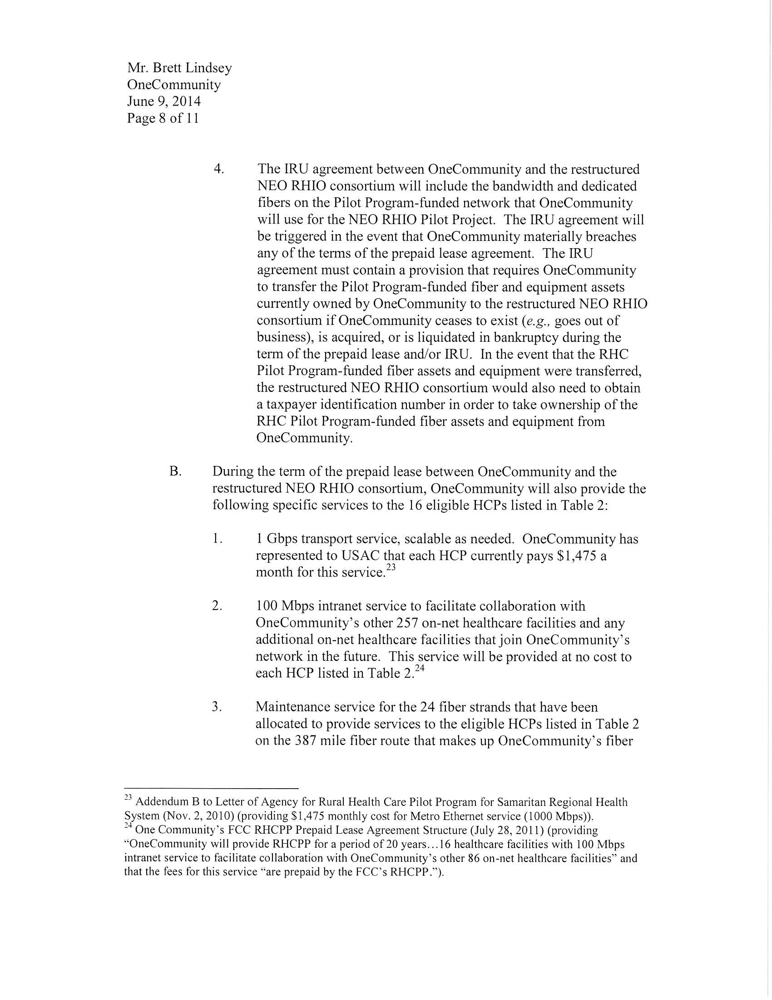 Mr. Brett Lindsey
OneCommunity
June 9, 2014
Page 8 of 11
4. The IRU agreement between OneCommunity and the restructured
NEO RHIO consortium will include the bandwidth and dedicated
fibers on the Pilot Program-funded network that OneCommunity
will use for the NEO RHIO Pilot Project.  The IRU agreement will
be triggered in the event that OneCommunity materially breaches
any of the terms of the prepaid lease agreement.  The IRU
agreement must contain a provision that requires OneCommunity
to transfer the Pilot Program-funded fiber and equipment assets
currently owned by OneCommunity to the restructured NEO RHIO
consortium if OneCommunity ceases to exist (e.g., goes out of
business), is acquired, or is liquidated in bankruptcy during the
term of the prepaid lease and/or IRU.  In the event that the RHC
Pilot Program-funded fiber assets and equipment were transferred,
the restructured NEO RHIO consortium would also need to obtain
a taxpayer identification number in order to take ownership of the
RHC Pilot Program-funded fiber assets and equipment from
OneCommunity.
B. During the term of the prepaid lease between OneCommunity and the
restructured NEO RHIO consortium, OneCommunity will also provide the
following specific services to the 16 eligible HCPs listed in Table 2:
1. 1 Gbps transport service, scalable as needed.  OneCommunity has
represented to USAC that each HCP currently pays $1,475 a
month for this service.23
2. 100 Mbps intranet service to facilitate collaboration with
OneCommunity's other 257 on-net healthcare facilities and any
additional on-net healthcare facilities that join OneCommunity's
network in the future.  This service will be provided at no cost to
each HCP listed in Table 2.24
3. Maintenance service for the 24 fiber strands that have been
allocated to provide services to the eligible HCPs listed in Table 2
on the 387 mile fiber route that makes up OneCommunity's fiber
23 Addendum B to Letter of Agency for Rural Health Care Pilot Program for Samaritan Regional Health
System (Nov. 2, 2010) (providing $1,475 monthly cost for Metro Ethernet service (1000 Mbps)).
24 One Community's FCC RHCPP Prepaid Lease Agreement Structure (July 28, 2011) (providing
“OneCommunity will provide RHCPP for a period of 20 years…16 healthcare facilities with 100 Mbps
intranet service to facilitate collaboration with OneCommunity's other 86 on-net healthcare facilities” and
that the fees for this service “are prepaid by the FCC's RHCPP.”).